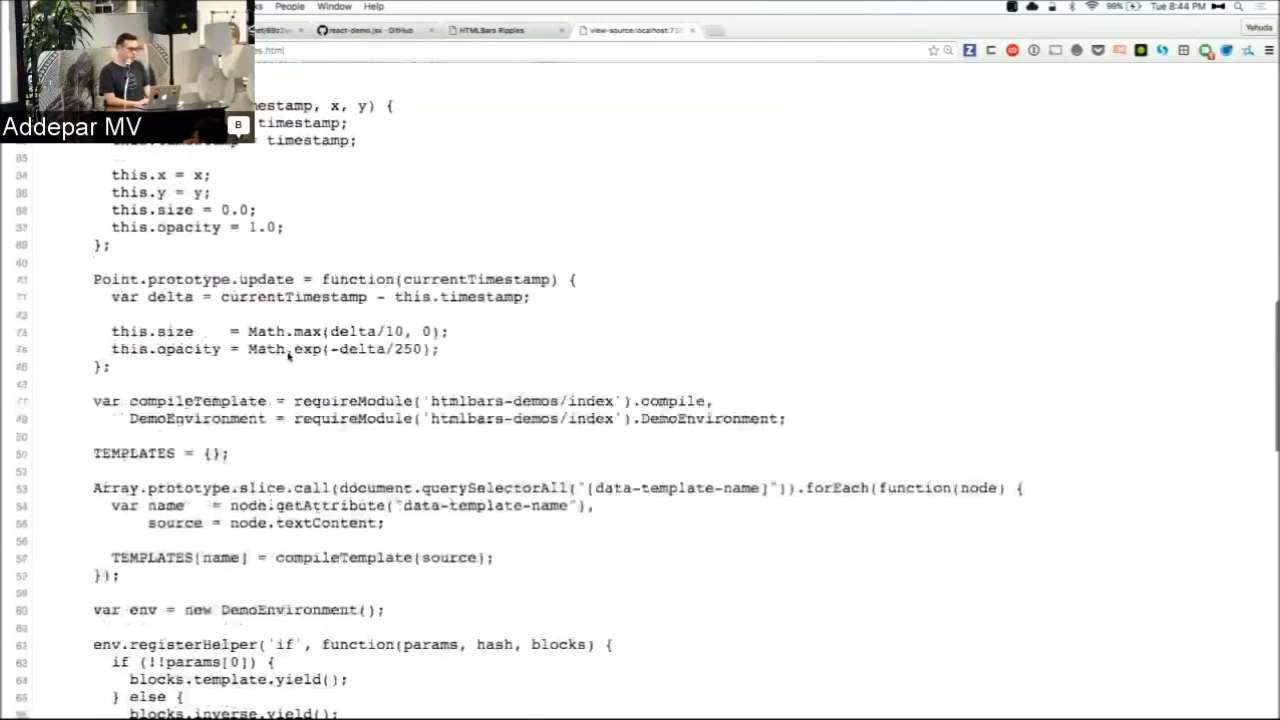 People Window Help
99% Tue 8:44 PM
react-demo.jsx · GitHub
HTMLBars Ripples
view-source:localhost:73
Yehuda
es.html
Addepar MV
B
mestamp, x, y) {
timestamp;
timestamp;
this.x = x;
this.y = y;
this.size = 0.0;
this.opacity = 1.0;
};
Point.prototype.update = function(currentTimestamp) {
var delta = currentTimestamp - this.timestamp;
this.size = Math.max(delta/10, 0);
this.opacity = Math.exp(-delta/250);
};
var compileTemplate = requireModule('htmlbars-demos/index').compile,
DemoEnvironment = requireModule('htmlbars-demos/index').DemoEnvironment;
TEMPLATES = {};
Array.prototype.slice.call(document.querySelectorAll("[data-template-name]")).forEach(function(node) {
var name = node.getAttribute("data-template-name"),
source = node.textContent;
TEMPLATES[name] = compileTemplate(source);
});
var env = new DemoEnvironment();
env.registerHelper('if', function(params, hash, blocks) {
if (!!params[0]) {
blocks.template.yield();
} else {
blocks.inverse.yield();